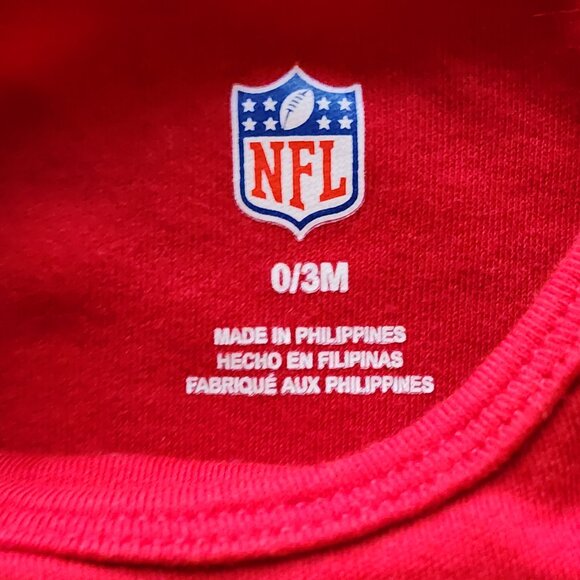 NFL
0/3M
MADE IN PHILIPPINES
HECHO EN FILIPINAS
FABRIQUÉ AUX PHILIPPINES